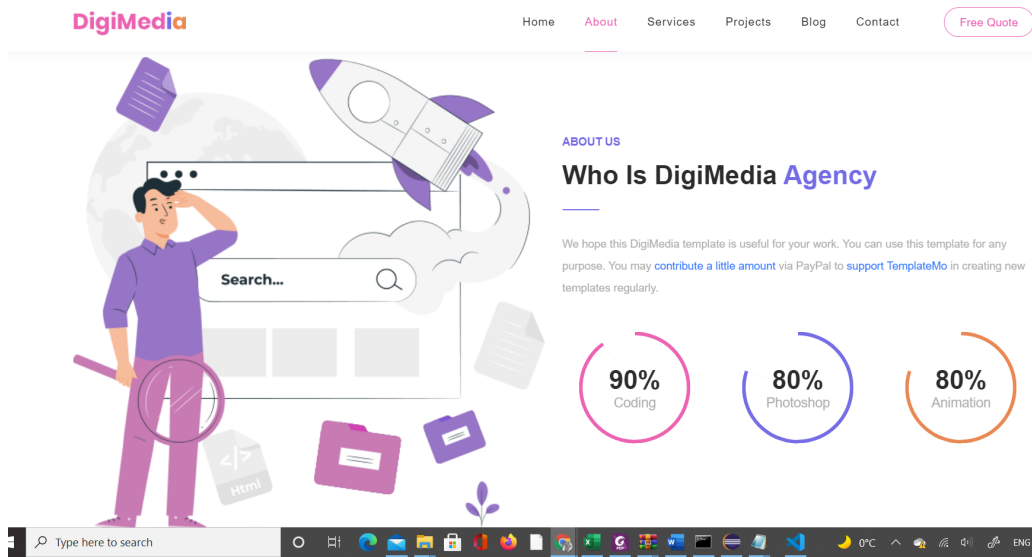 DigiMedia
Home About Services Projects Blog Contact Free Quote
ABOUT US
Who Is DigiMedia Agency
We hope this DigiMedia template is useful for your work. You can use this template for any
purpose. You may contribute a little amount via PayPal to support TemplateMo in creating new
templates regularly.
Search...
90%
Coding
80%
Photoshop
80%
Animation
</>
Html
Type here to search
0°C
ENG